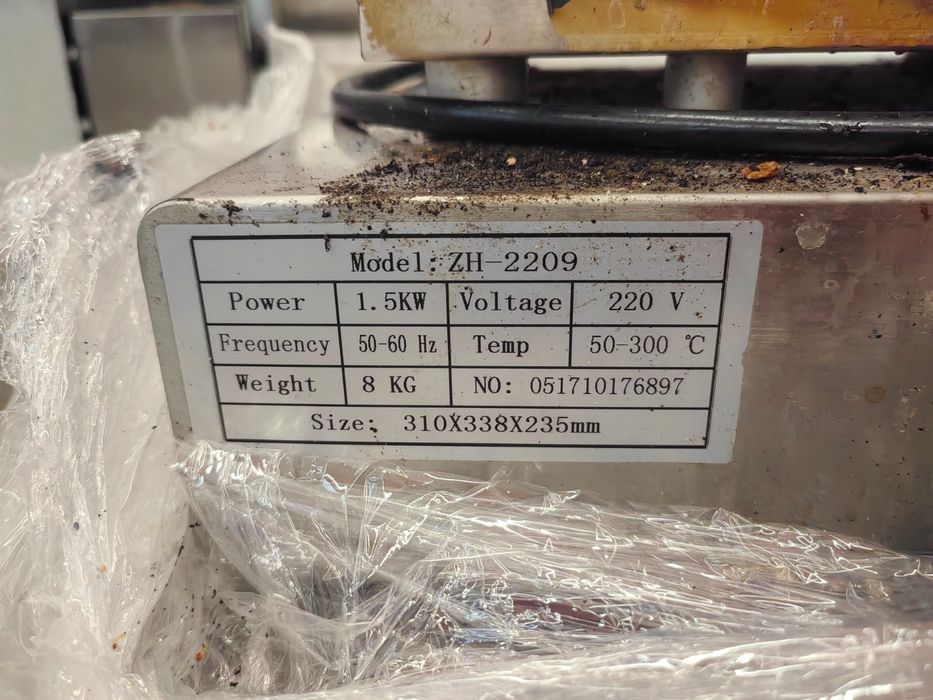 Model: ZH-2209
Power 1.5KW Voltage 220 V
Frequency 50-60 Hz Temp 50-300 ℃
Weight 8 KG NO: 051710176897
Size: 310X338X235mm